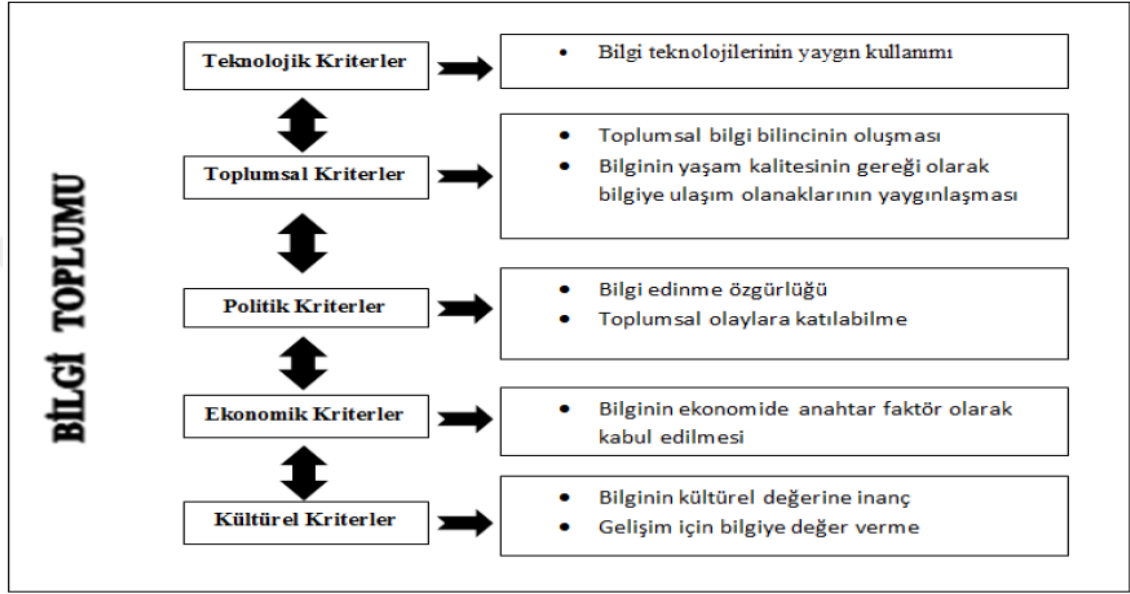 BİLGİ TOPLUMU
Teknolojik Kriterler
• Bilgi teknolojilerinin yaygın kullanımı
Toplumsal Kriterler
• Toplumsal bilgi bilincinin oluşması
• Bilginin yaşam kalitesinin gereği olarak
bilgiye ulaşım olanaklarının yaygınlaşması
Politik Kriterler
• Bilgi edinme özgürlüğü
• Toplumsal olaylara katılabilme
Ekonomik Kriterler
• Bilginin ekonomide anahtar faktör olarak
kabul edilmesi
Kültürel Kriterler
• Bilginin kültürel değerine inanç
• Gelişim için bilgiye değer verme